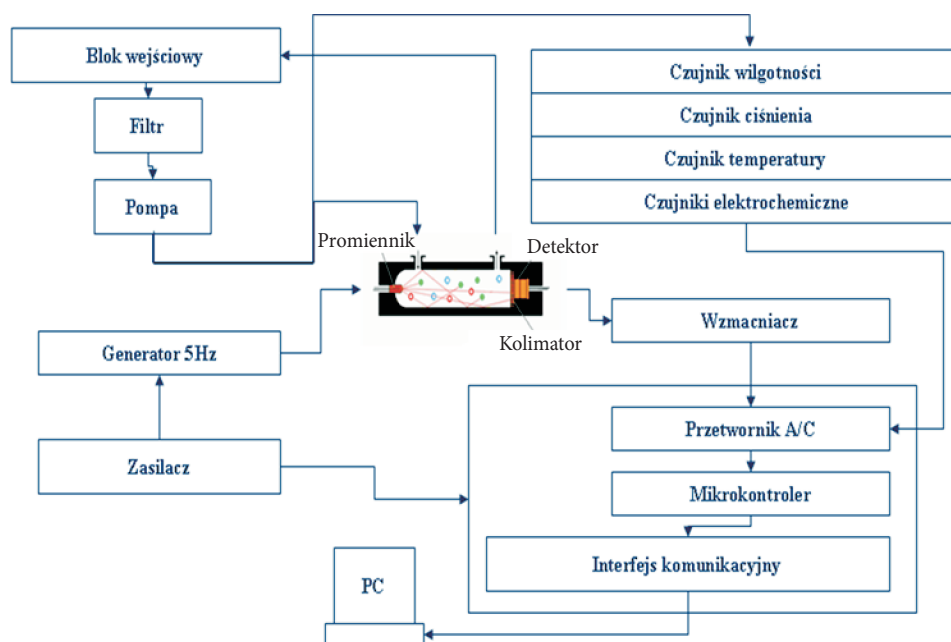 Blok wejściowy
Filtr
Pompa
Czujnik wilgotności
Czujnik ciśnienia
Czujnik temperatury
Czujniki elektrochemiczne
Promiennik
Detektor
Kolimator
Generator 5Hz
Zasilacz
Wzmacniacz
Przetwornik A/C
Mikrokontroler
Interfejs komunikacyjny
PC